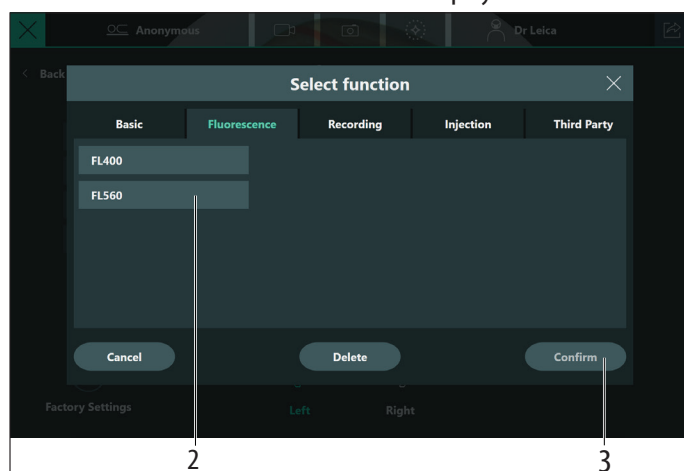 Anonymous
Dr Leica
Back
Select function
Basic Fluorescence Recording Injection Third Party
FL400
FL560
Cancel Delete Confirm
Factory Settings
Left Right
2 3